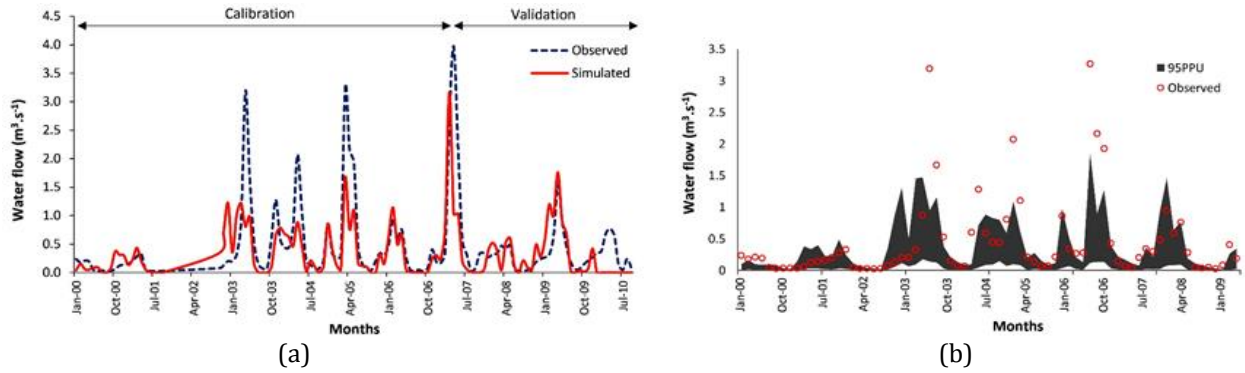 Calibration Validation
4.5
4.0
3.5
3.0
2.5
2.0
1.5
1.0
0.5
0.0
Water flow (m³.s⁻¹)
Observed
Simulated
Jan-00
Oct-00
Jul-01
Apr-02
Jan-03
Oct-03
Jul-04
Apr-05
Jan-06
Oct-06
Jul-07
Apr-08
Jan-09
Oct-09
Jul-10
Months
(a)
3.5
3
2.5
2
1.5
1
0.5
0
Water flow (m³.s⁻¹)
95PPU
Observed
Jan-00
Oct-00
Jul-01
Apr-02
Jan-03
Oct-03
Jul-04
Apr-05
Jan-06
Oct-06
Jul-07
Apr-08
Jan-09
Months
(b)